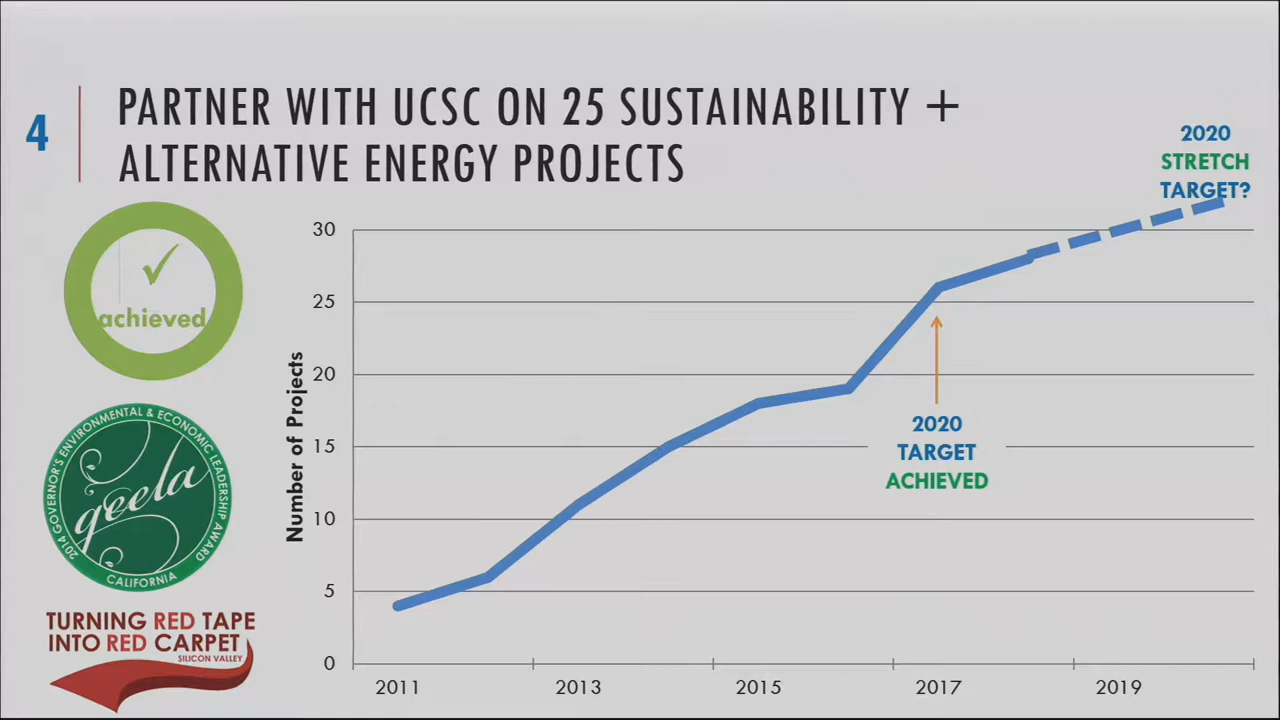 4
PARTNER WITH UCSC ON 25 SUSTAINABILITY +
ALTERNATIVE ENERGY PROJECTS
2020
STRETCH
TARGET?
achieved
2014 GOVERNOR'S ENVIRONMENTAL & ECONOMIC LEADERSHIP AWARD
geela
CALIFORNIA
TURNING RED TAPE
INTO RED CARPET
SILICON VALLEY
Number of Projects
30
25
20
15
10
5
0
2020
TARGET
ACHIEVED
2011 2013 2015 2017 2019